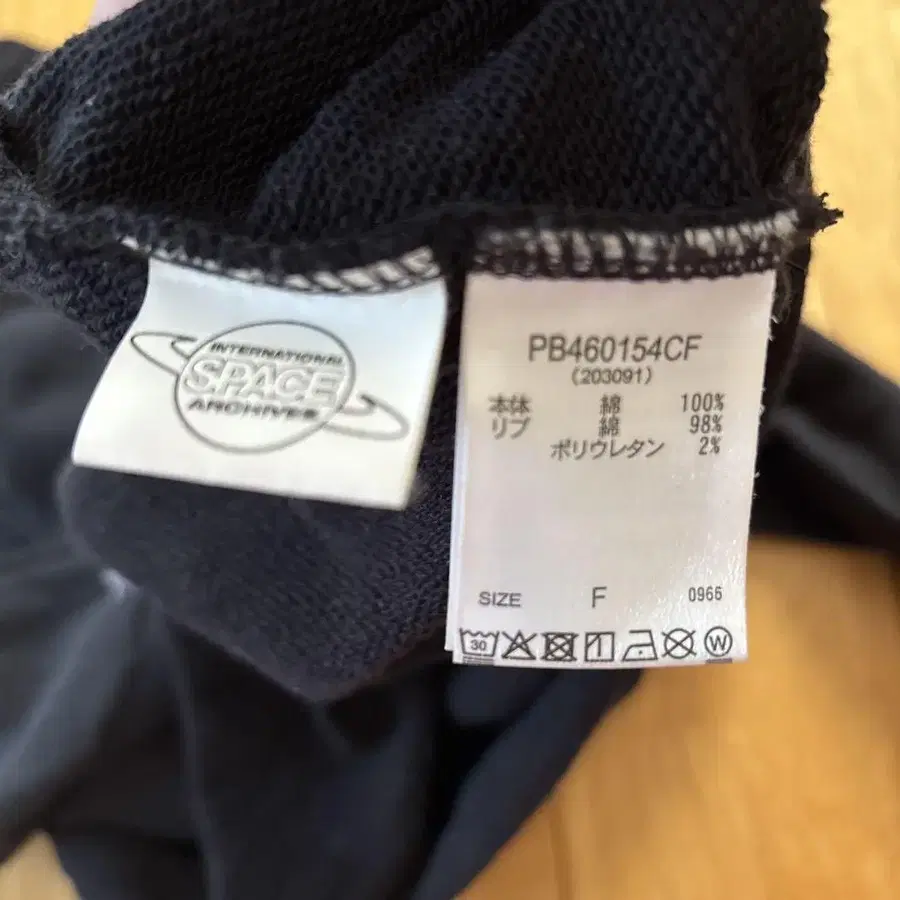 INTERNATIONAL
SPACE
ARCHIVES
PB460154CF
(203091)
本体 綿 100%
リブ 綿 98%
ポリウレタン 2%
SIZE F 0966
30 W